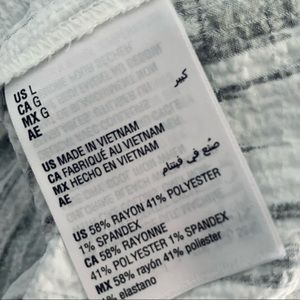 US L
CA G
MX G
AE كبير
US MADE IN VIETNAM
CA FABRIQUÉ AU VIETNAM
MX HECHO EN VIETNAM
AE صنع في فيتنام
US 58% RAYON 41% POLYESTER
1% SPANDEX
CA 58% RAYONNE
41% POLYESTER 1% SPANDEX
MX 58% rayón 41% poliester
1% elastano